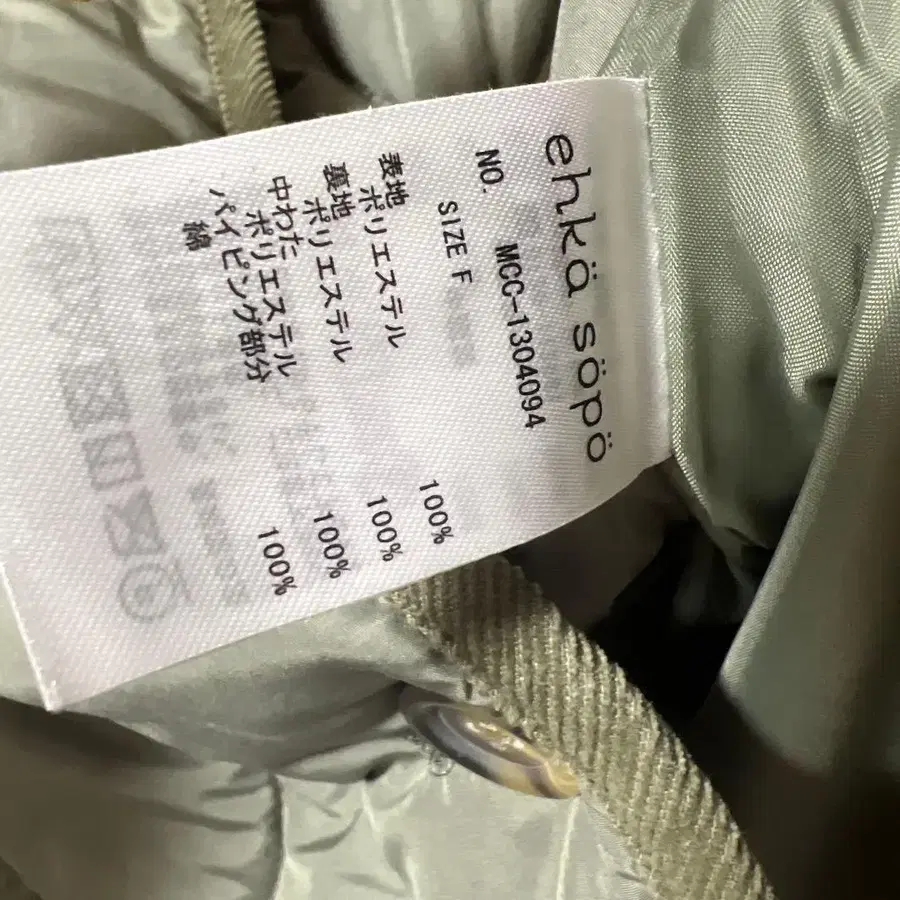 ehkä söpö
NO. MCC-1304094
SIZE F
表地
ポリエステル 100%
裏地
ポリエステル 100%
中わた
ポリエステル 100%
パイピング部分
綿 100%